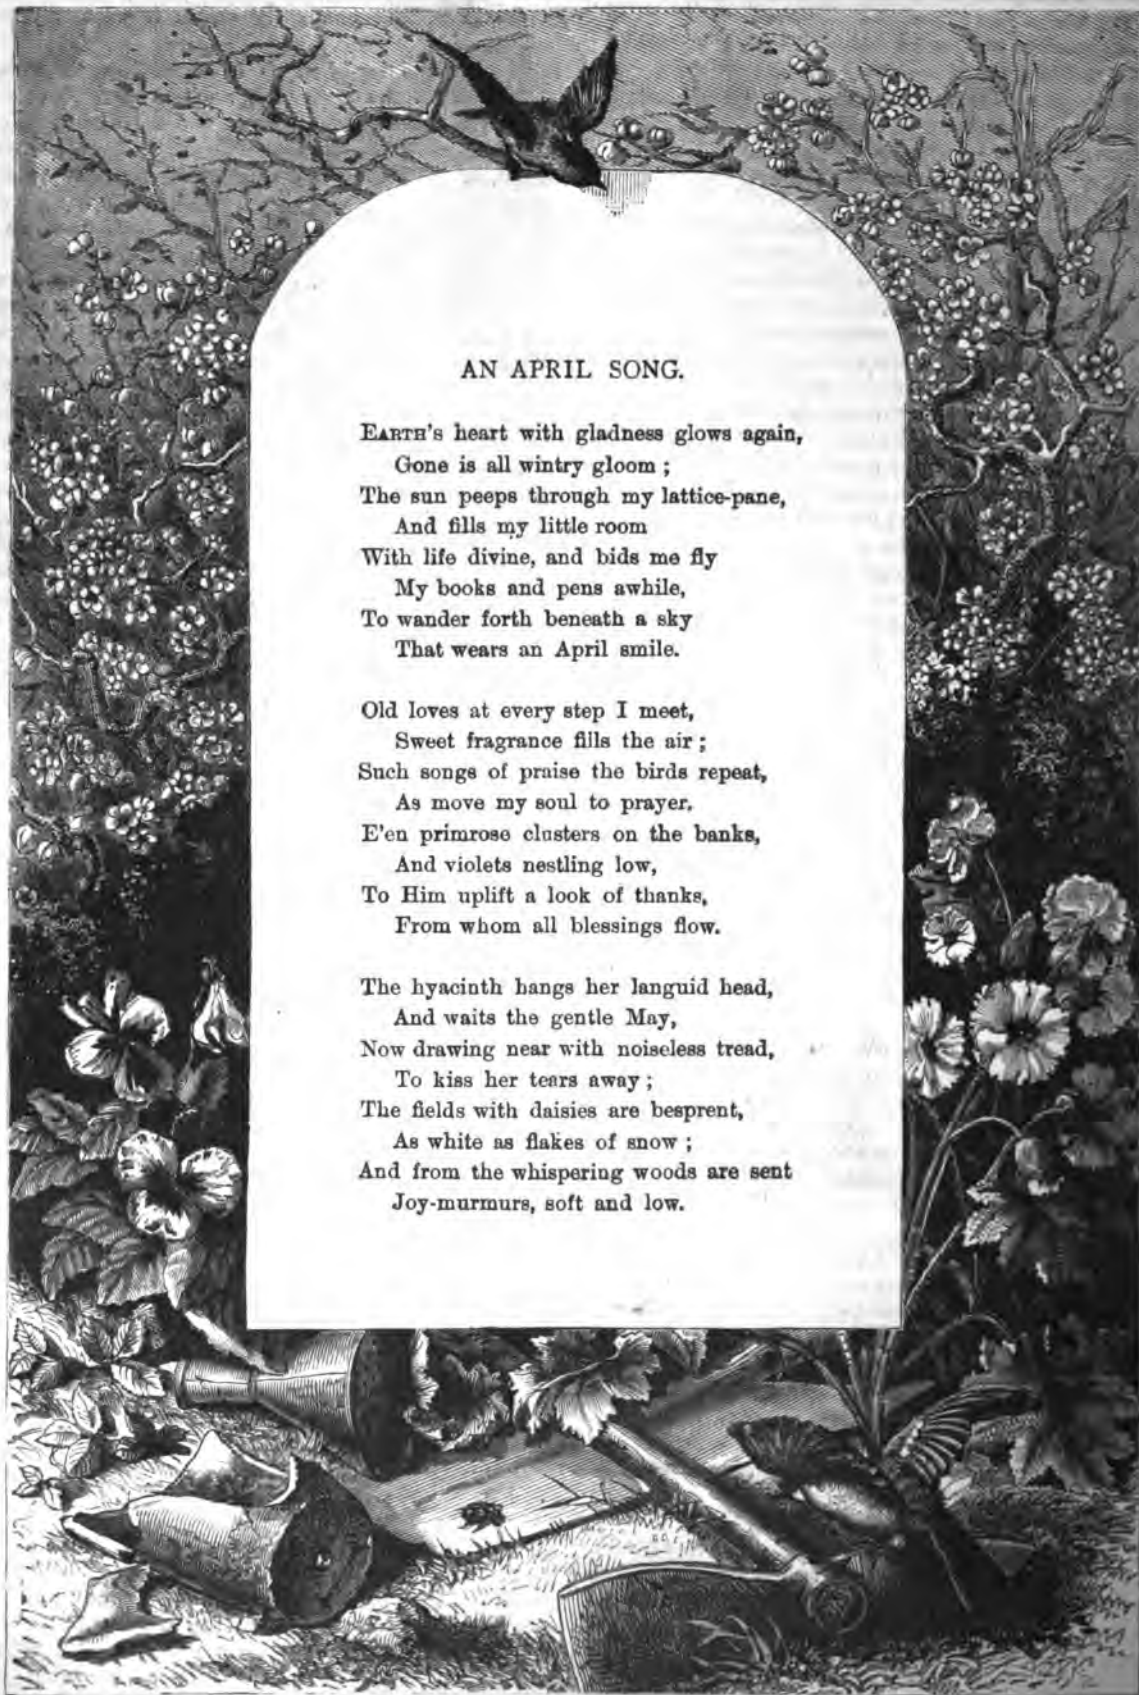 AN APRIL SONG.
EARTH'S heart with gladness glows again,
Gone is all wintry gloom ;
The sun peeps through my lattice-pane,
And fills my little room
With life divine, and bids me fly
My books and pens awhile,
To wander forth beneath a sky
That wears an April smile.
Old loves at every step I meet,
Sweet fragrance fills the air ;
Such songs of praise the birds repeat,
As move my soul to prayer.
E'en primrose clusters on the banks,
And violets nestling low,
To Him uplift a look of thanks,
From whom all blessings flow.
The hyacinth hangs her languid head,
And waits the gentle May,
Now drawing near with noiseless tread,
To kiss her tears away ;
The fields with daisies are besprent,
As white as flakes of snow ;
And from the whispering woods are sent
Joy-murmurs, soft and low.